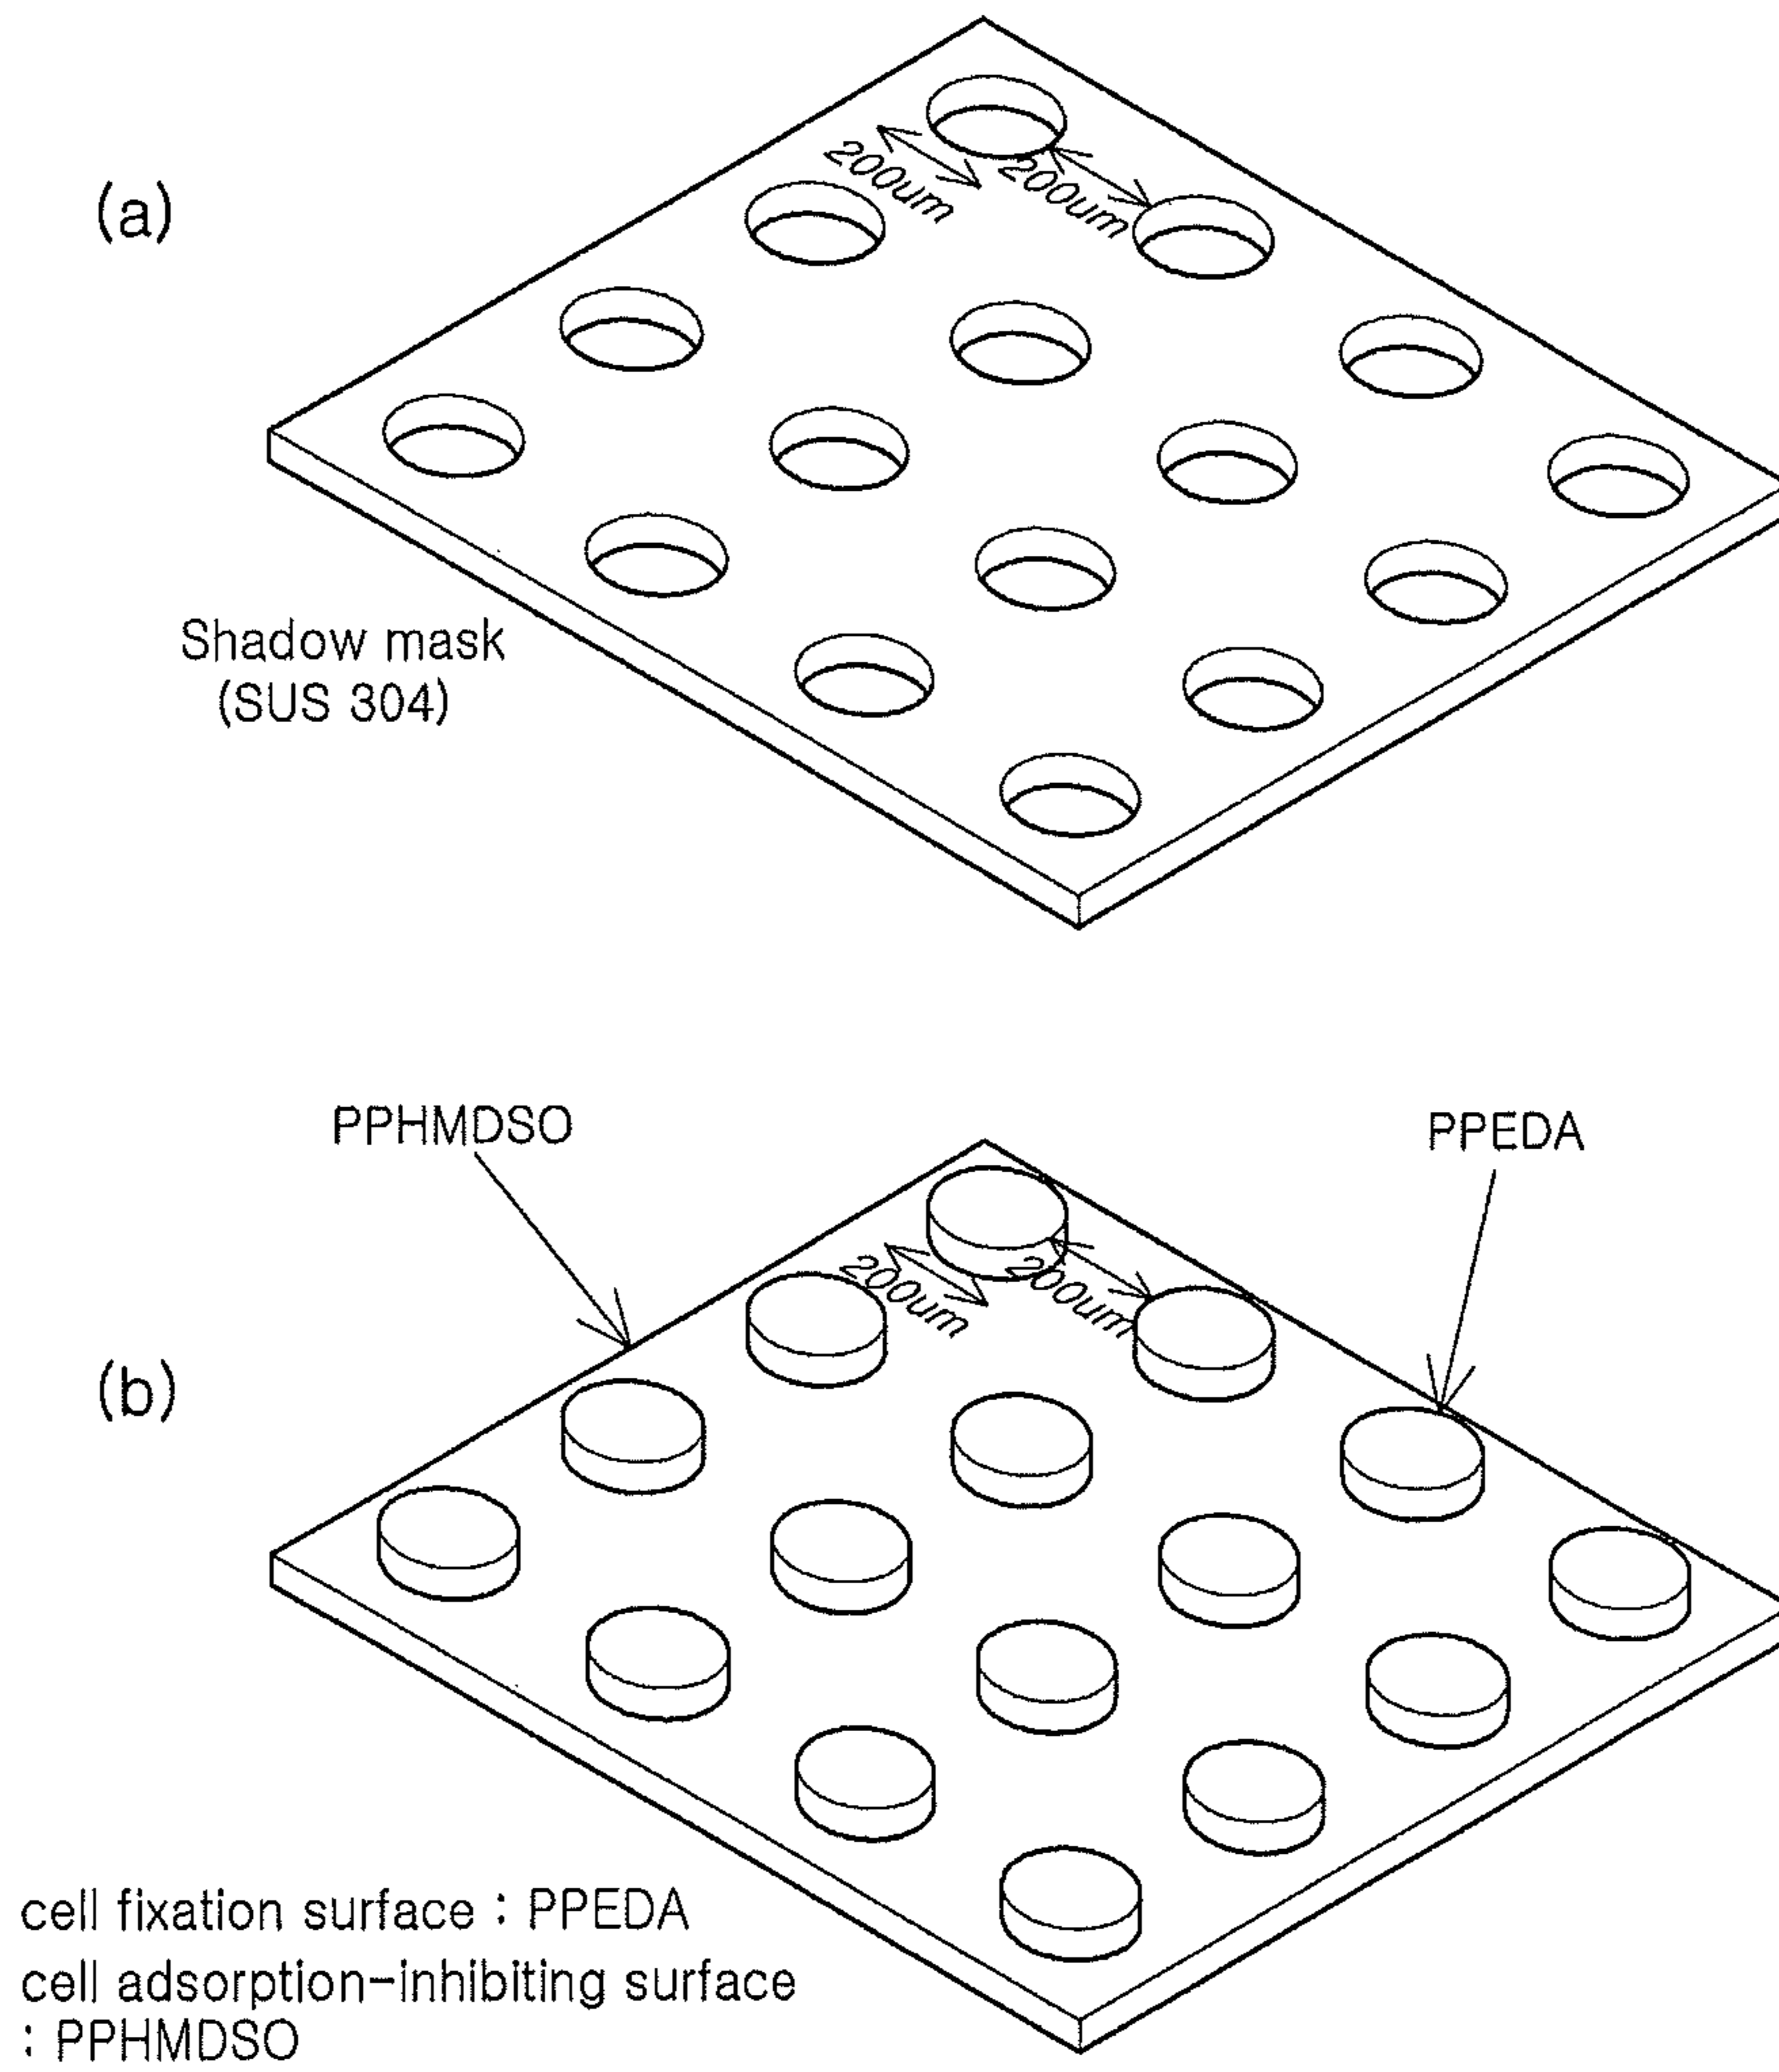 (a)
200um
200um
Shadow mask
(SUS 304)
PPHMDSO
PPEDA
200um
200um
(b)
cell fixation surface : PPEDA
cell adsorption-inhibiting surface
: PPHMDSO